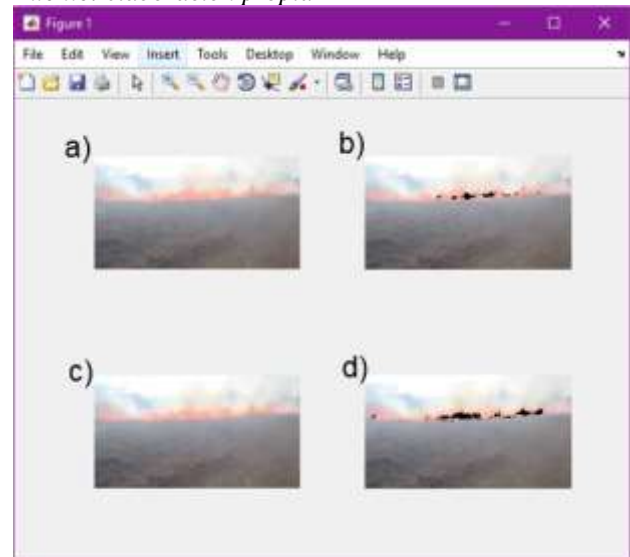 Figure 1
File Edit View Insert Tools Desktop Window Help
a)
b)
c)
d)